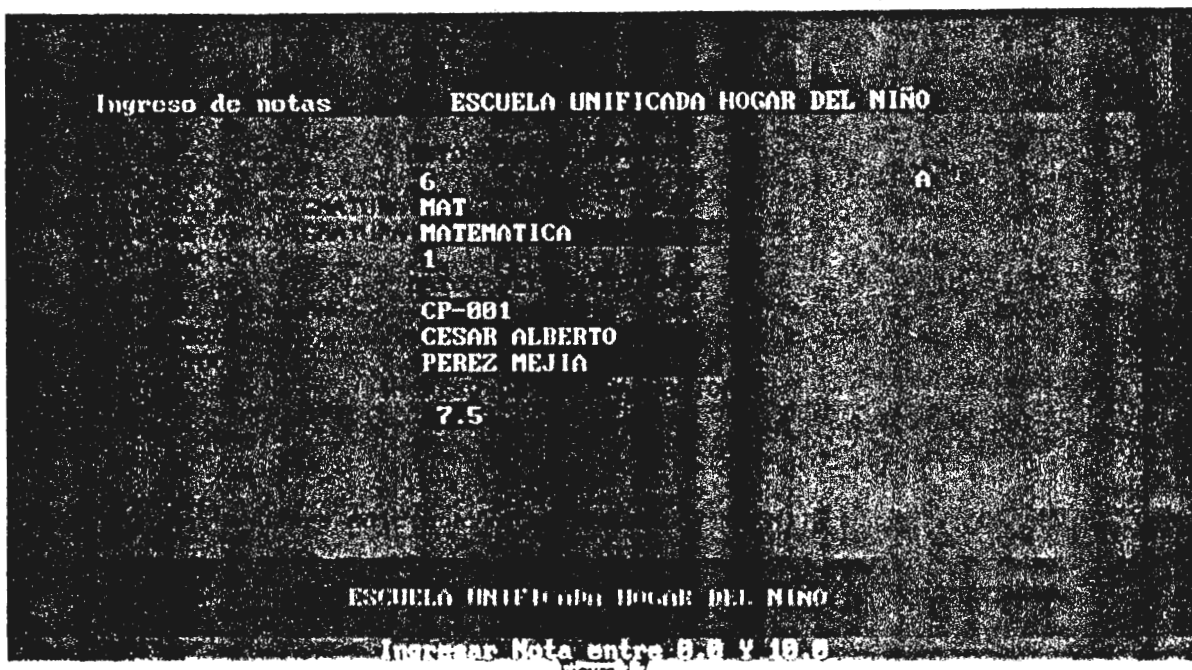 Ingreso de notas ESCUELA UNIFICADA HOGAR DEL NIÑO
6 A
MAT
MATEMATICA
1
CP-001
CESAR ALBERTO
PEREZ MEJIA
7.5
ESCUELA UNIFICADA HOGAR DEL NIÑO
Ingresar Nota entre 0.0 Y 10.0